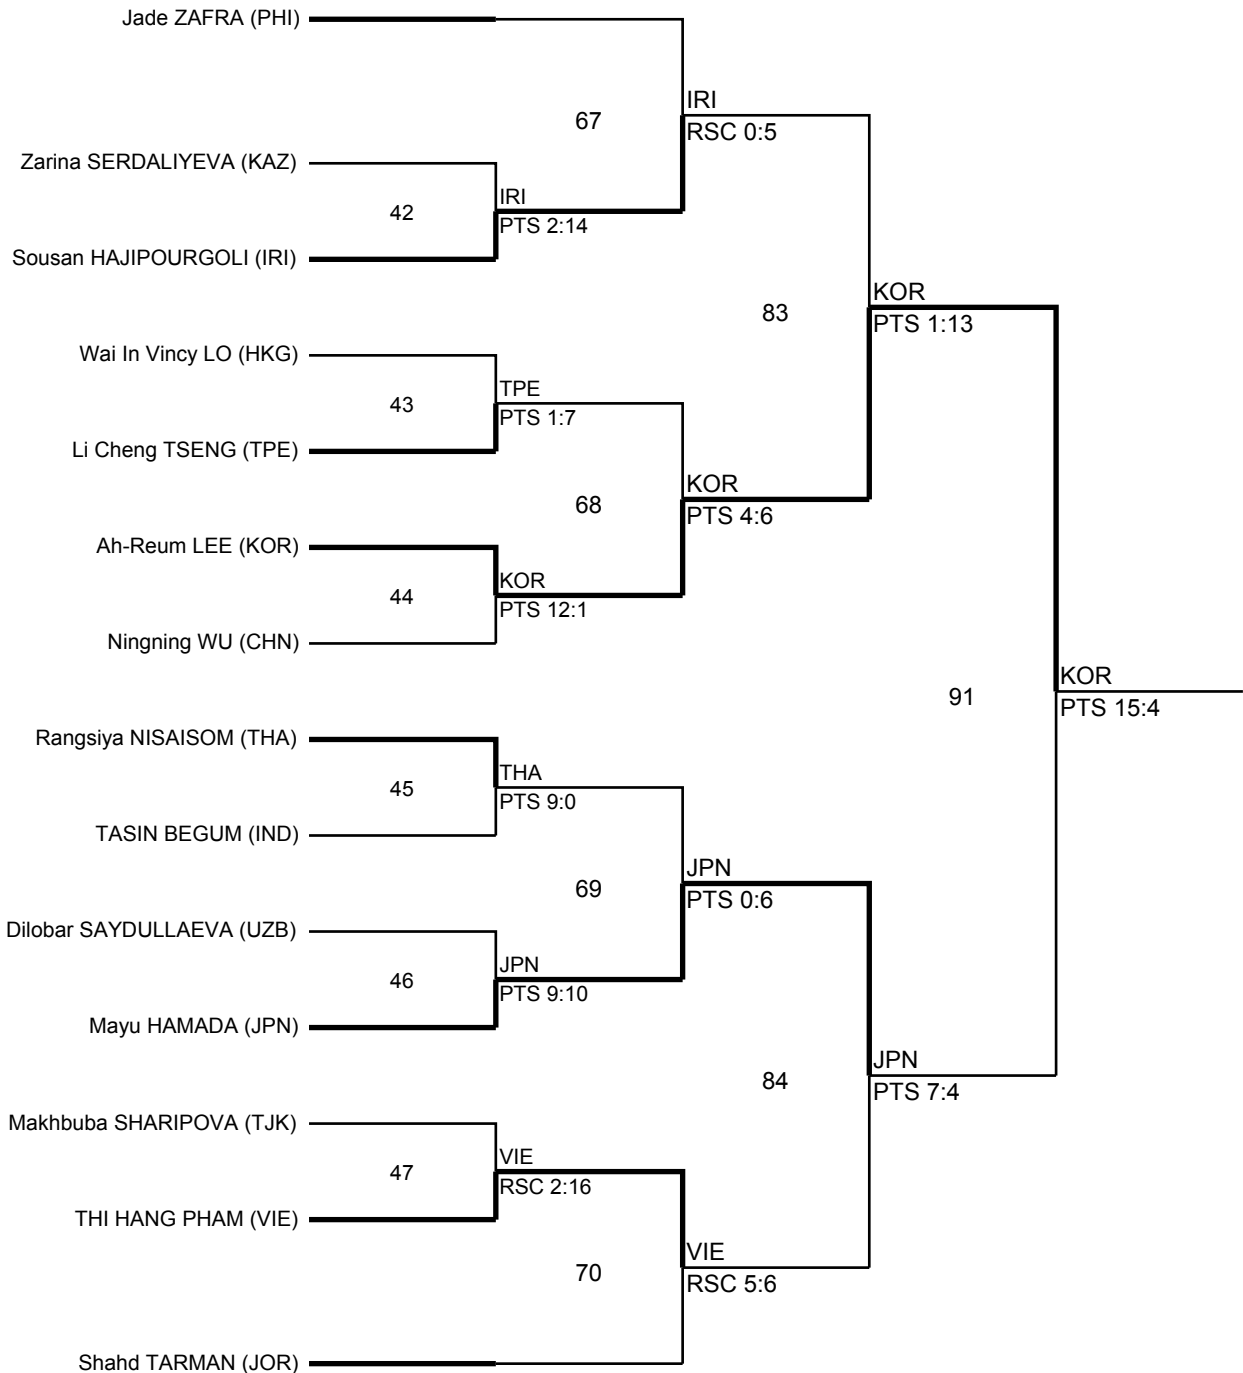 Jade ZAFRA (PHI)
IRI
67
RSC 0:5
Zarina SERDALIYEVA (KAZ)
IRI
42
PTS 2:14
Sousan HAJIPOURGOLI (IRI)
KOR
83
PTS 1:13
Wai In Vincy LO (HKG)
TPE
43
PTS 1:7
Li Cheng TSENG (TPE)
KOR
68
PTS 4:6
Ah-Reum LEE (KOR)
KOR
44
PTS 12:1
Ningning WU (CHN)
KOR
91
PTS 15:4
Rangsiya NISAISOM (THA)
THA
45
PTS 9:0
TASIN BEGUM (IND)
JPN
69
PTS 0:6
Dilobar SAYDULLAEVA (UZB)
JPN
46
PTS 9:10
Mayu HAMADA (JPN)
JPN
84
PTS 7:4
Makhbuba SHARIPOVA (TJK)
VIE
47
RSC 2:16
THI HANG PHAM (VIE)
VIE
70
RSC 5:6
Shahd TARMAN (JOR)